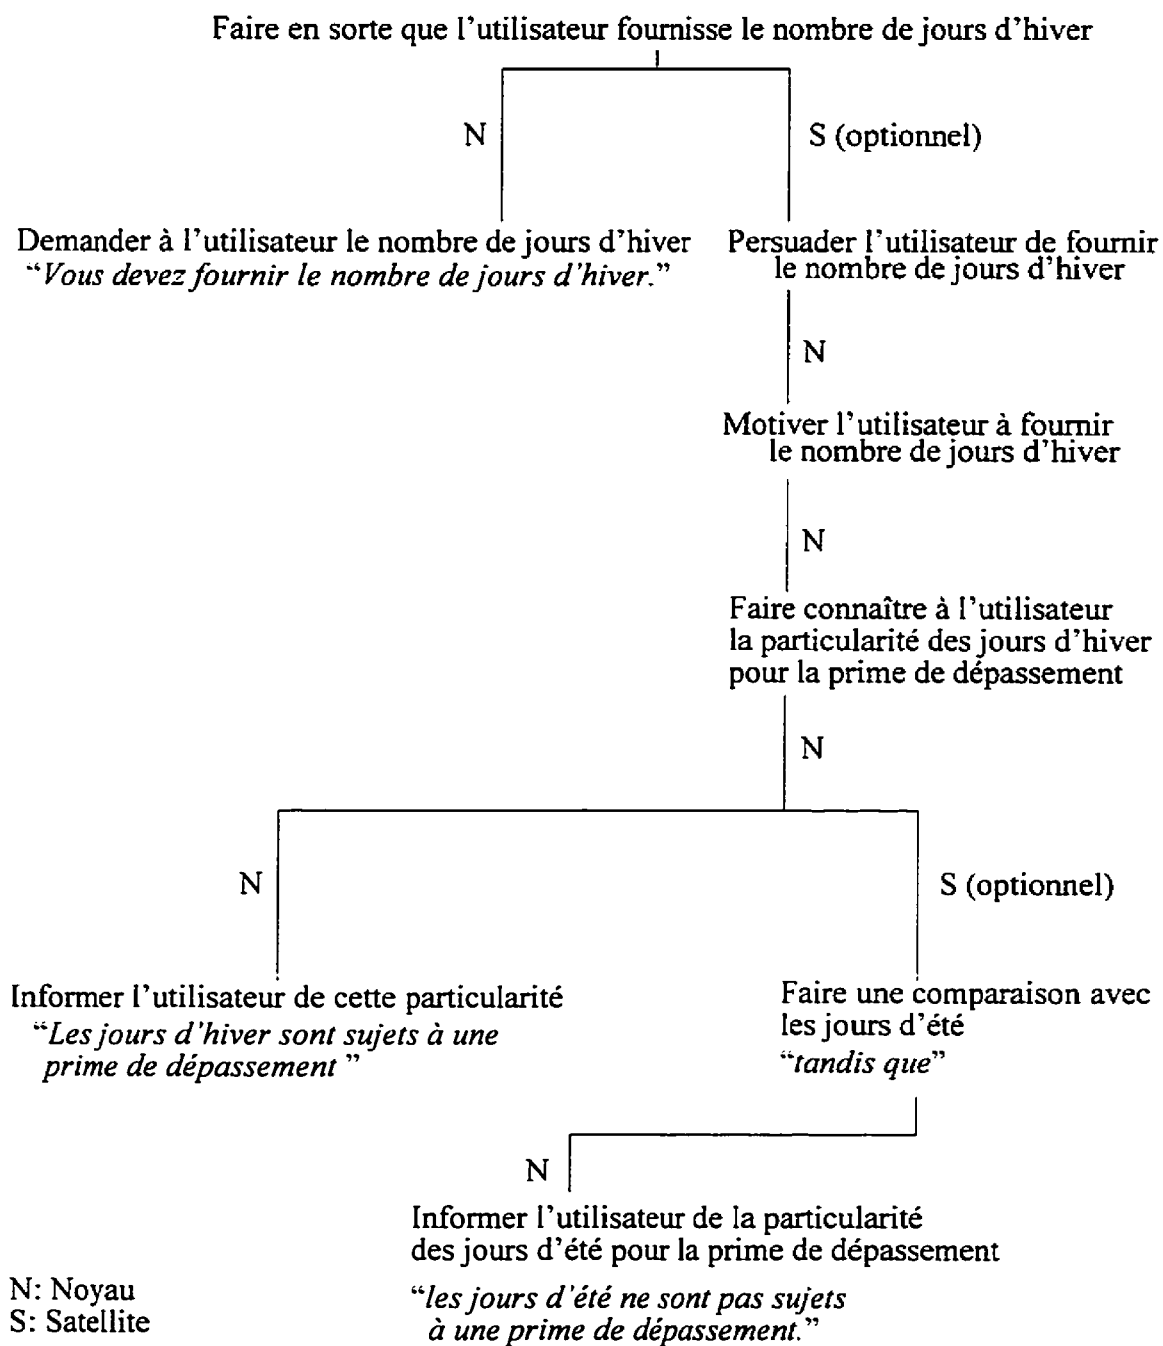 Faire en sorte que l'utilisateur fournisse le nombre de jours d'hiver
N
S (optionnel)
Demander à l'utilisateur le nombre de jours d'hiver
“Vous devez fournir le nombre de jours d'hiver.”
Persuader l'utilisateur de fournir
le nombre de jours d'hiver
N
Motiver l'utilisateur à fournir
le nombre de jours d'hiver
N
Faire connaître à l'utilisateur
la particularité des jours d'hiver
pour la prime de dépassement
N
N
S (optionnel)
Informer l'utilisateur de cette particularité
“Les jours d'hiver sont sujets à une
prime de dépassement ”
Faire une comparaison avec
les jours d'été
“tandis que”
N
Informer l'utilisateur de la particularité
des jours d'été pour la prime de dépassement
“les jours d'été ne sont pas sujets
à une prime de dépassement.”
N: Noyau
S: Satellite